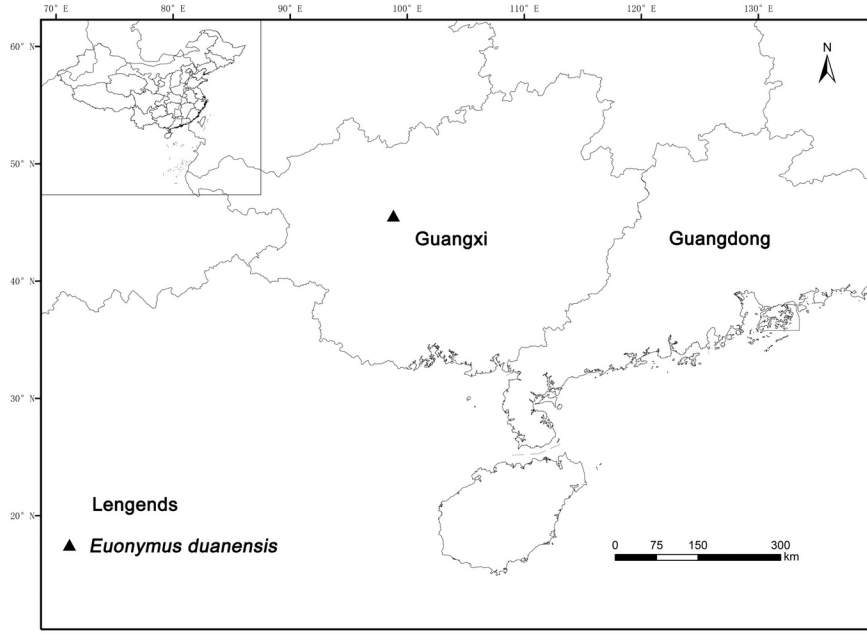 70° E 80° E 90° E 100° E 110° E 120° E 130° E
60° N
N
50° N
Guangxi Guangdong
40° N
30° N
20° N
Lengends
Euonymus duanensis
0 75 150 300
km